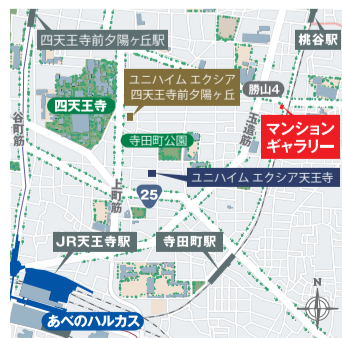 四天王寺前夕陽ヶ丘駅
桃谷駅
ユニハイム エクシア
四天王寺前夕陽ヶ丘
勝山4
四天王寺
谷町筋
玉造筋
マンション
ギャラリー
寺田町公園
ユニハイム エクシア天王寺
上町筋
25
JR天王寺駅
寺田町駅
あべのハルカス
N